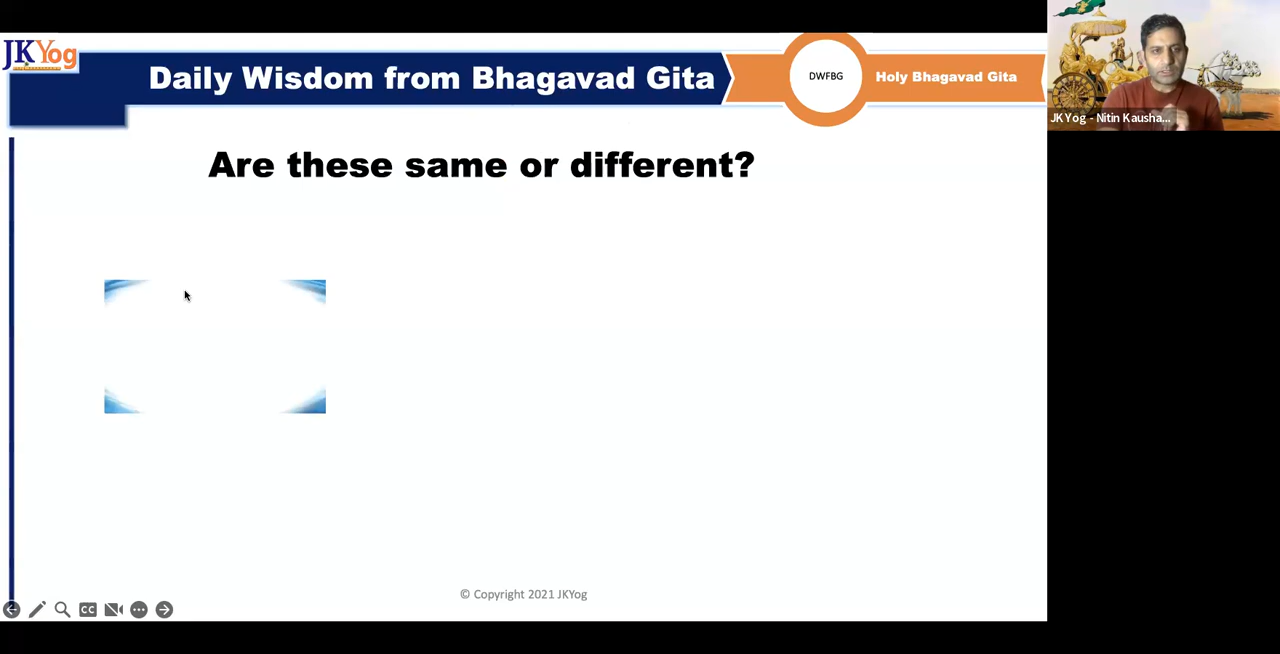 JKYog
Daily Wisdom from Bhagavad Gita
DWFBG
Holy Bhagavad Gita
JKYog - Nitin Kausha...
Are these same or different?
© Copyright 2021 JKYog
CC